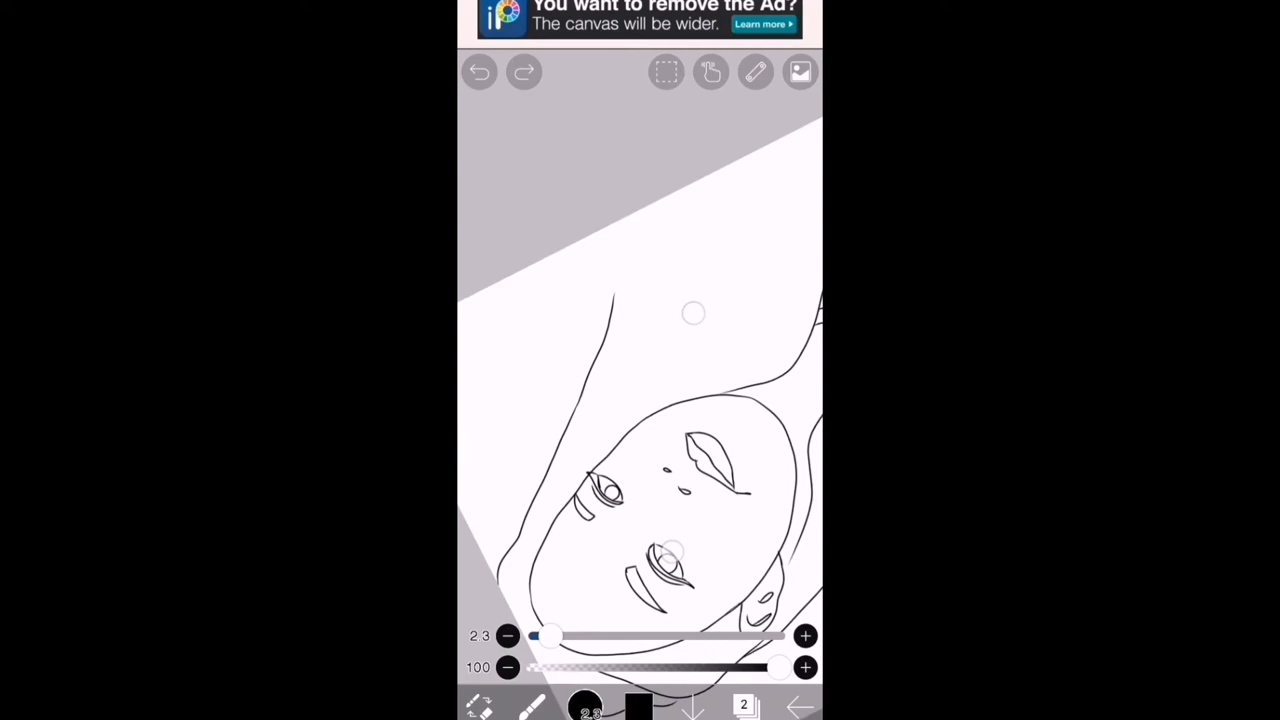 iP
You want to remove the Ad?
The canvas will be wider.
Learn more
2.3
100
2.3
2